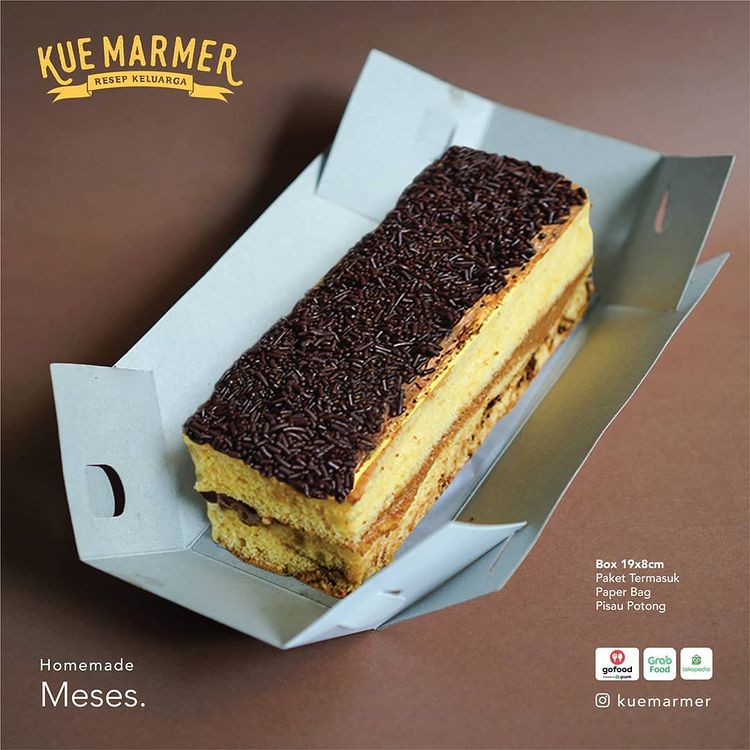 KUE MARMER
RESEP KELUARGA
Box 19x8cm
Paket Termasuk
Paper Bag
Pisau Potong
Homemade
Meses.
gofood
Grab
Food
tokopedia
kuemarmer